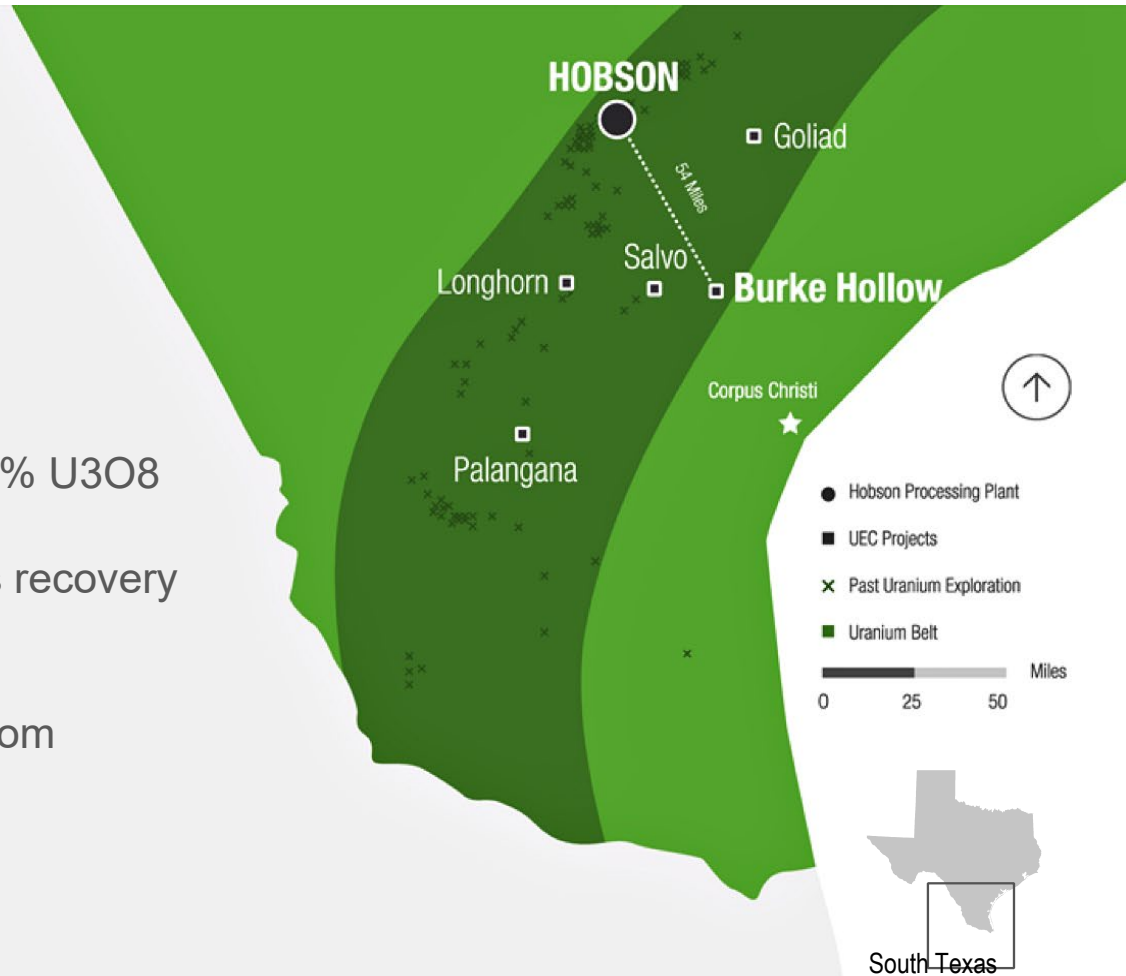 HOBSON
Goliad
54 Miles
Salvo
Longhorn
Burke Hollow
Corpus Christi
% U3O8
Palangana
Hobson Processing Plant
UEC Projects
recovery
Past Uranium Exploration
Uranium Belt
Miles
0 25 50
om
South Texas